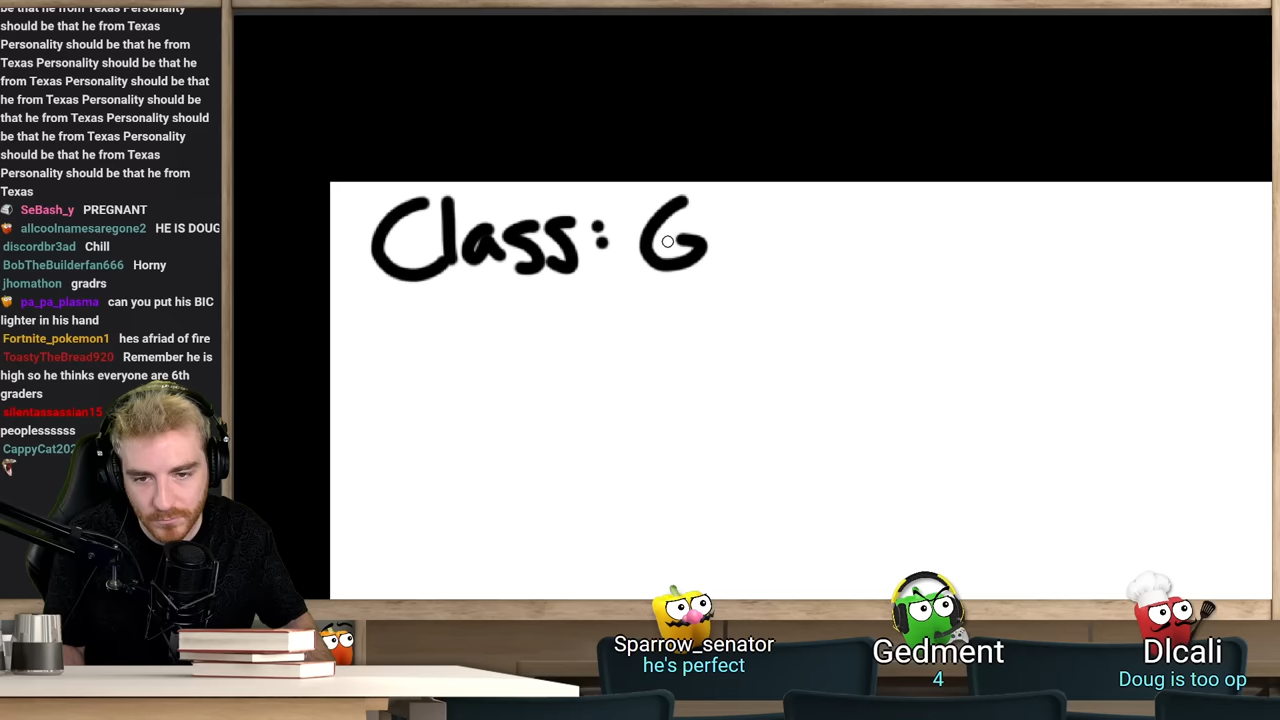 be that he from Texas Personality
should be that he from Texas
Personality should be that he from
Texas Personality should be that he
from Texas Personality should be that
he from Texas Personality should be
that he from Texas Personality should
be that he from Texas Personality
should be that he from Texas
Personality should be that he from
Texas
SeBash_y PREGNANT
allcoolnamesaregone2 HE IS DOUG
discordbr3ad Chill
BobTheBuilderfan666 Horny
jhomathon gradrs
pa_pa_plasma can you put his BIC
lighter in his hand
Fortnite_pokemon1 hes afriad of fire
ToastyTheBread920 Remember he is
high so he thinks everyone are 6th
graders
silentassassian15
peoplessssss
Class: G
Sparrow_senator
he's perfect
Gedment
4
Dlcali
Doug is too op